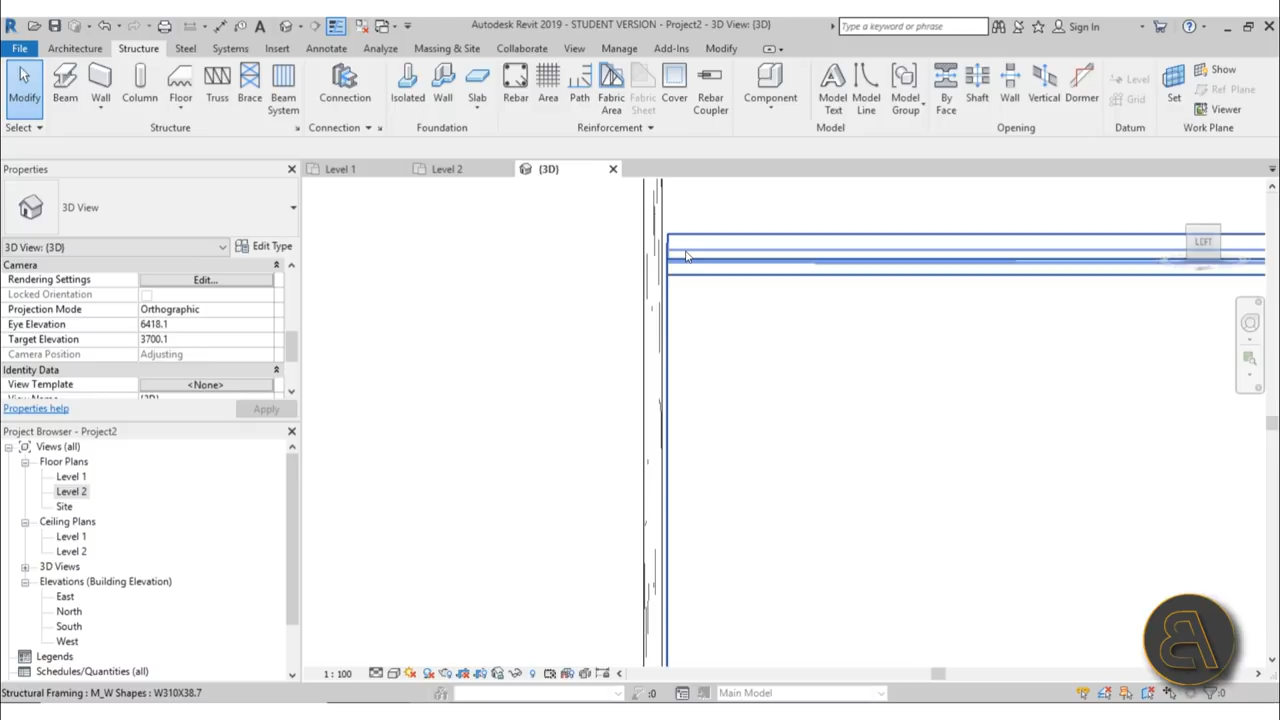 Autodesk Revit 2019 - STUDENT VERSION - Project2 - 3D View: {3D}
Type a keyword or phrase
Sign In
File Architecture Structure Steel Systems Insert Annotate Analyze Massing & Site Collaborate View Manage Add-Ins Modify
Modify Beam Wall Column Floor Truss Brace Beam System Connection Isolated Wall Slab Rebar Area Path Fabric Area Fabric Sheet Cover Rebar Coupler Component Model Text Model Line Model Group By Face Shaft Wall Vertical Dormer Level Grid Set Show Ref Plane Viewer
Select Structure Connection Foundation Reinforcement Model Opening Datum Work Plane
Properties
Level 1 Level 2 {3D}
3D View
3D View: {3D} Edit Type
Camera
Rendering Settings Edit...
Locked Orientation
Projection Mode Orthographic
Eye Elevation 6418.1
Target Elevation 3700.1
Camera Position Adjusting
Identity Data
View Template <None>
Properties help Apply
LEFT
Project Browser - Project2
Views (all)
Floor Plans
Level 1
Level 2
Site
Ceiling Plans
Level 1
Level 2
3D Views
Elevations (Building Elevation)
East
North
South
West
Legends
Schedules/Quantities (all)
1 : 100
Structural Framing : M_W Shapes : W310X38.7
:0
Main Model
:0